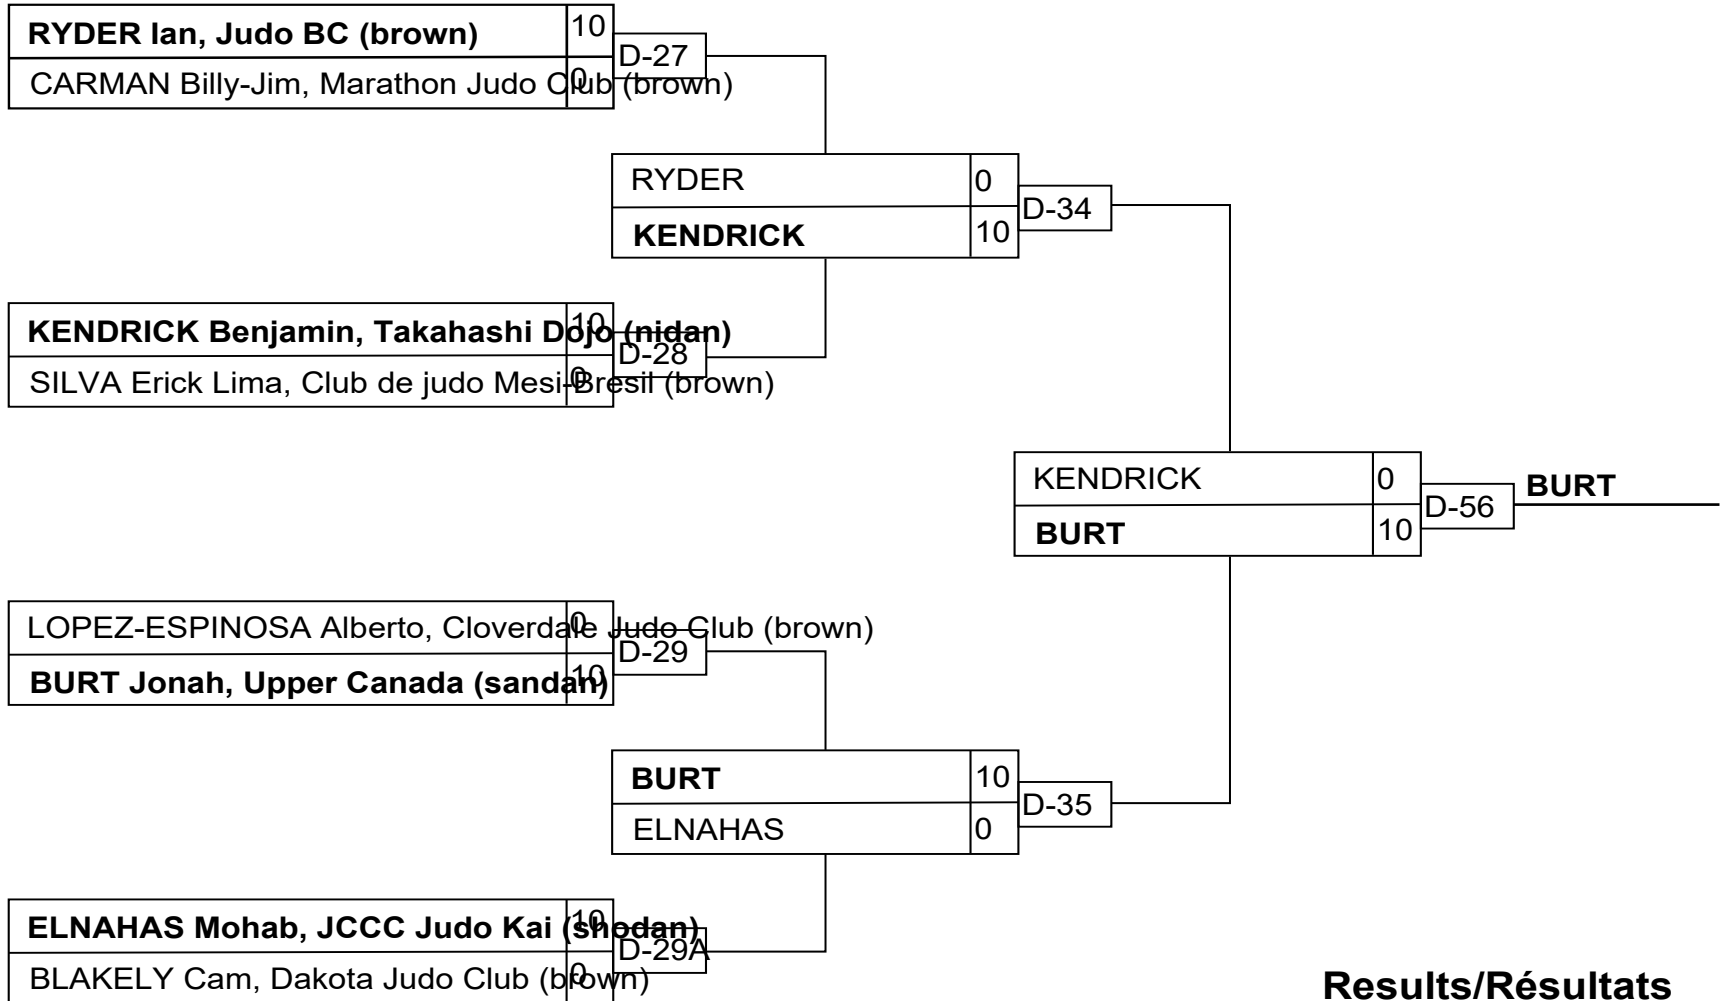 RYDER Ian, Judo BC (brown) 10
D-27
CARMAN Billy-Jim, Marathon Judo Club (brown) 0
RYDER 0
D-34
KENDRICK 10
KENDRICK Benjamin, Takahashi Dojo (nidan) 10
D-28
SILVA Erick Lima, Club de judo Mesi-Bresil (brown) 0
KENDRICK 0
D-56
BURT
BURT 10
LOPEZ-ESPINOSA Alberto, Cloverdale Judo Club (brown) 0
D-29
BURT Jonah, Upper Canada (sandan) 10
BURT 10
D-35
ELNAHAS 0
ELNAHAS Mohab, JCCC Judo Kai (shodan) 10
D-29A
BLAKELY Cam, Dakota Judo Club (brown) 0
Results/Résultats